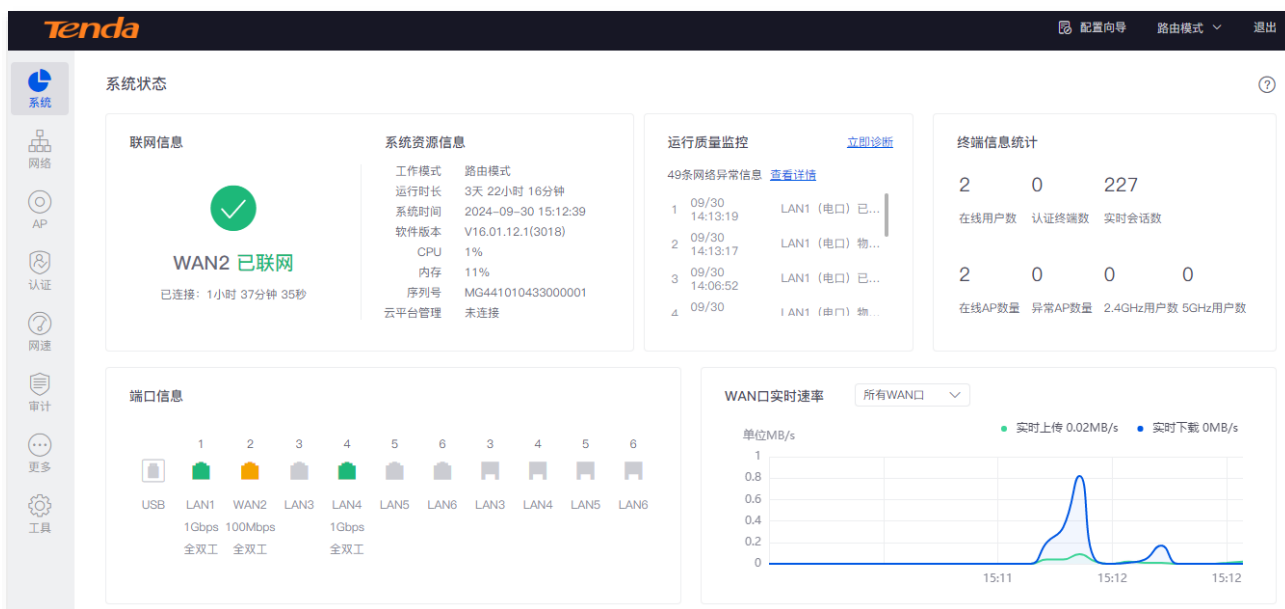 Tenda
配置向导 路由模式 退出
系统
网络
AP
认证
网速
审计
更多
工具
系统状态
联网信息
WAN2 已联网
已连接：1小时 37分钟 35秒
系统资源信息
工作模式 路由模式
运行时长 3天 22小时 16分钟
系统时间 2024-09-30 15:12:39
软件版本 V16.01.12.1(3018)
CPU 1%
内存 11%
序列号 MG441010433000001
云平台管理 未连接
运行质量监控 立即诊断
49条网络异常信息 查看详情
1 09/30 14:13:19 LAN1（电口）已...
2 09/30 14:13:17 LAN1（电口）物...
3 09/30 14:06:52 LAN1（电口）已...
4 09/30 LAN1（电口）物...
终端信息统计
2 0 227
在线用户数 认证终端数 实时会话数
2 0 0 0
在线AP数量 异常AP数量 2.4GHz用户数 5GHz用户数
端口信息
1 2 3 4 5 6 3 4 5 6
USB LAN1 WAN2 LAN3 LAN4 LAN5 LAN6 LAN3 LAN4 LAN5 LAN6
1Gbps 100Mbps 1Gbps
全双工 全双工 全双工
WAN口实时速率 所有WAN口
实时上传 0.02MB/s 实时下载 0MB/s
单位MB/s
1
0.8
0.6
0.4
0.2
0
15:11 15:12 15:12